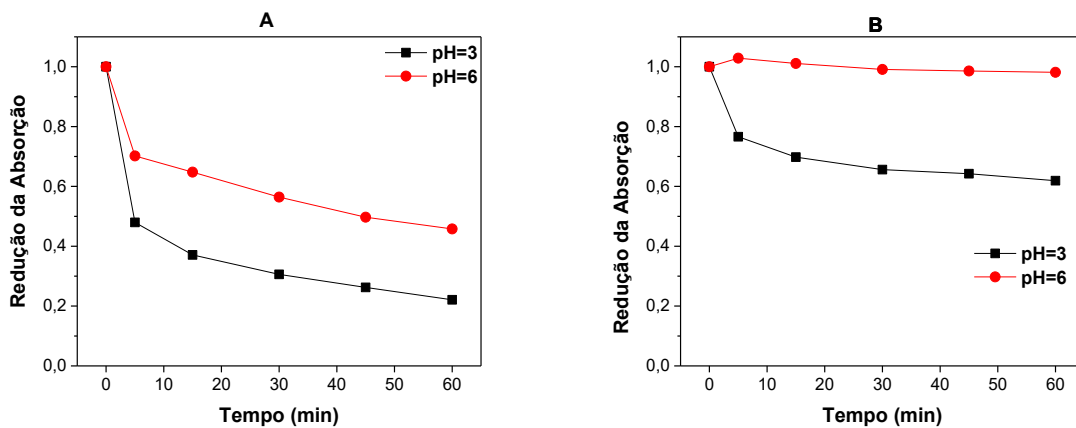 A
Redução da Absorção
1,0
0,8
0,6
0,4
0,2
0,0
pH=3
pH=6
0 10 20 30 40 50 60
Tempo (min)
B
Redução da Absorção
1,0
0,8
0,6
0,4
0,2
0,0
pH=3
pH=6
0 10 20 30 40 50 60
Tempo (min)